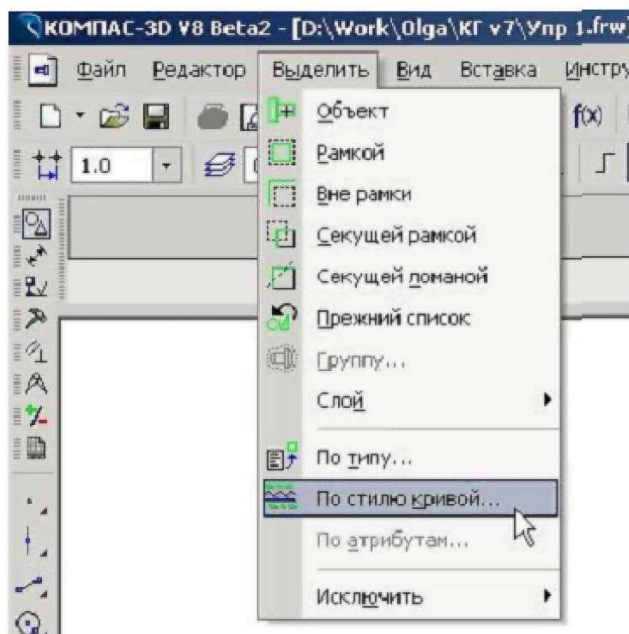 КОМПАС-3D V8 Beta2 - [D:\Work\Olga\КГ v7\Упр 1.frw]
Файл Редактор Выделить Вид Вставка Инстру
f(x)
1.0
Объект
Рамкой
Вне рамки
Секущей рамкой
Секущей ломаной
Прежний список
Группу...
Слой
По типу...
По стилю кривой...
По атрибутам...
Исключить